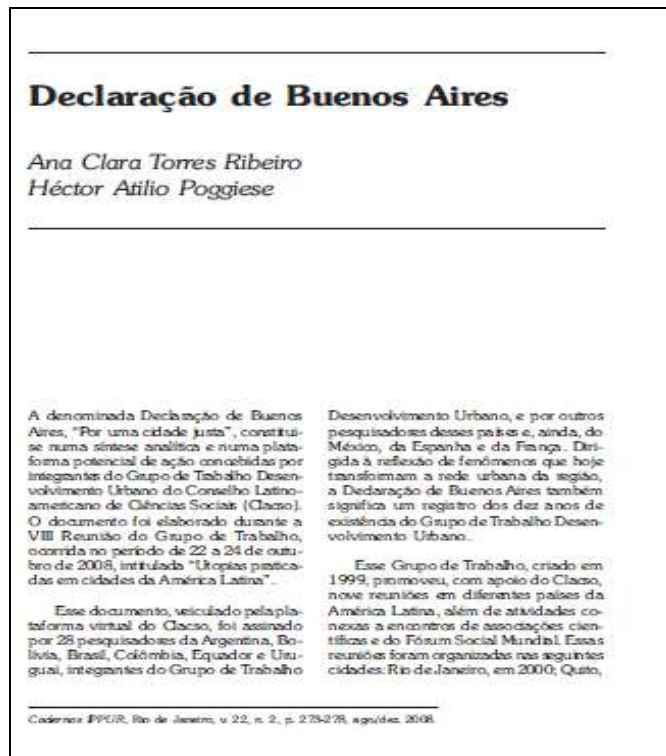 Declaração de Buenos Aires
Ana Clara Torres Ribeiro
Héctor Atilio Poggiese
A denominada Declaração de Buenos
Aires, "Por uma cidade justa", constitui-
se numa síntese analítica e numa plata-
forma potencial de ação concebidas por
integrantes do Grupo de Trabalho Desen-
volvimento Urbano do Conselho Latino-
americano de Ciências Sociais (Clacso).
O documento foi elaborado durante a
VIII Reunião do Grupo de Trabalho,
ocorrida no período de 22 a 24 de outu-
bro de 2008, intitulada "Utopias pratica-
das em cidades da América Latina".
Esse documento, veiculado pela pla-
taforma virtual do Clacso, foi assinado
por 28 pesquisadores da Argentina, Bo-
lívia, Brasil, Colômbia, Equador e Uru-
guai, integrantes do Grupo de Trabalho
Desenvolvimento Urbano, e por outros
pesquisadores desses países e, ainda, do
México, da Espanha e da França. Diri-
gida à reflexão de fenômenos que hoje
transformam a rede urbana da região,
a Declaração de Buenos Aires também
significa um registro dos dez anos de
existência do Grupo de Trabalho Desen-
volvimento Urbano.
Esse Grupo de Trabalho, criado em
1999, promoveu, com apoio do Clacso,
nove reuniões em diferentes países da
América Latina, além de atividades co-
nexas a encontros de associações cien-
tíficas e do Fórum Social Mundial. Essas
reuniões foram organizadas nas seguintes
cidades: Rio de Janeiro, em 2000; Quito,
Cadernos IPPUR, Rio de Janeiro, v. 22, n. 2, p. 273-278, ago/dez. 2008.